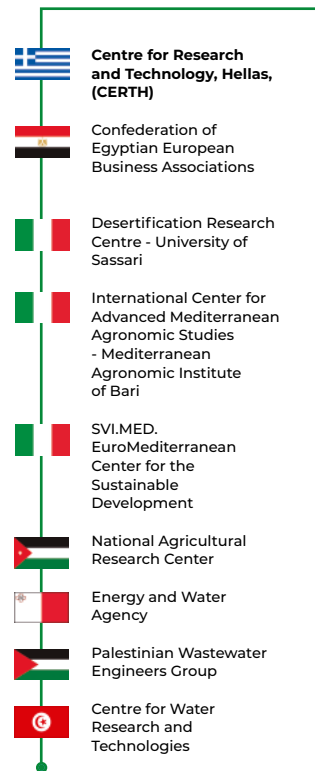 Centre for Research
and Technology, Hellas,
(CERTH)
Confederation of
Egyptian European
Business Associations
Desertification Research
Centre - University of
Sassari
International Center for
Advanced Mediterranean
Agronomic Studies
- Mediterranean
Agronomic Institute
of Bari
SVI.MED.
EuroMediterranean
Center for the
Sustainable
Development
National Agricultural
Research Center
Energy and Water
Agency
Palestinian Wastewater
Engineers Group
Centre for Water
Research and
Technologies